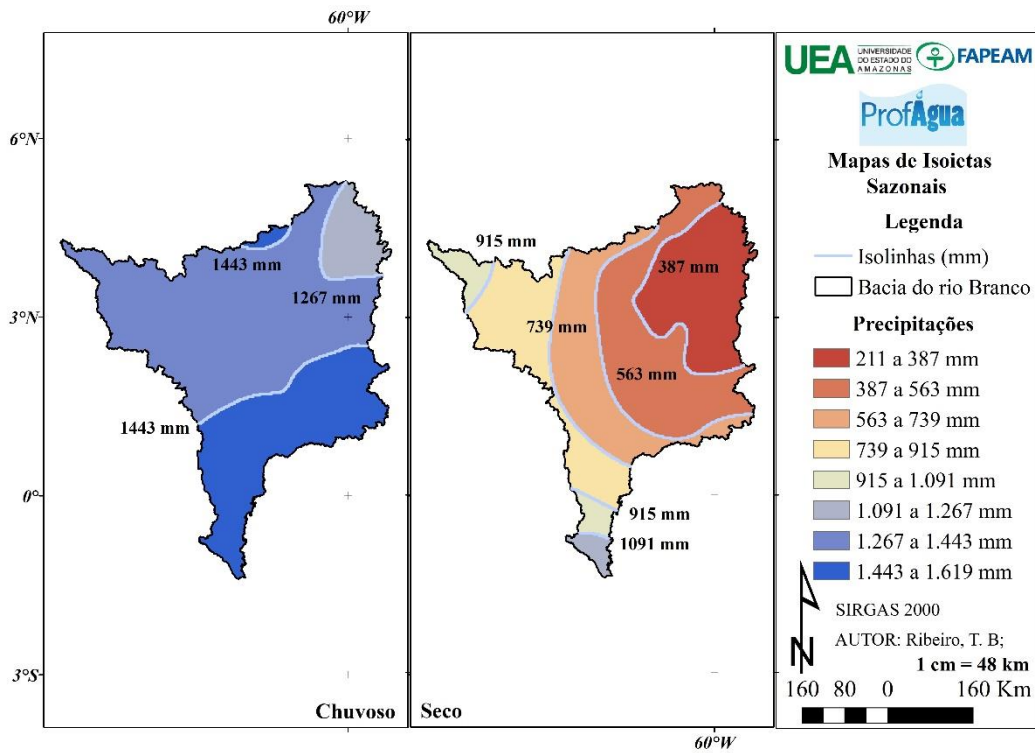 60°W
6°N
3°N
0°
3°S
1443 mm
1267 mm
1443 mm
Chuvoso
915 mm
387 mm
739 mm
563 mm
915 mm
1091 mm
Seco
60°W
UEA UNIVERSIDADE DO ESTADO DO AMAZONAS FAPEAM
ProfÁgua
Mapas de Isoietas
Sazonais
Legenda
Isolinhas (mm)
Bacia do rio Branco
Precipitações
211 a 387 mm
387 a 563 mm
563 a 739 mm
739 a 915 mm
915 a 1.091 mm
1.091 a 1.267 mm
1.267 a 1.443 mm
1.443 a 1.619 mm
SIRGAS 2000
AUTOR: Ribeiro, T. B;
N
1 cm = 48 km
160 80 0 160 Km